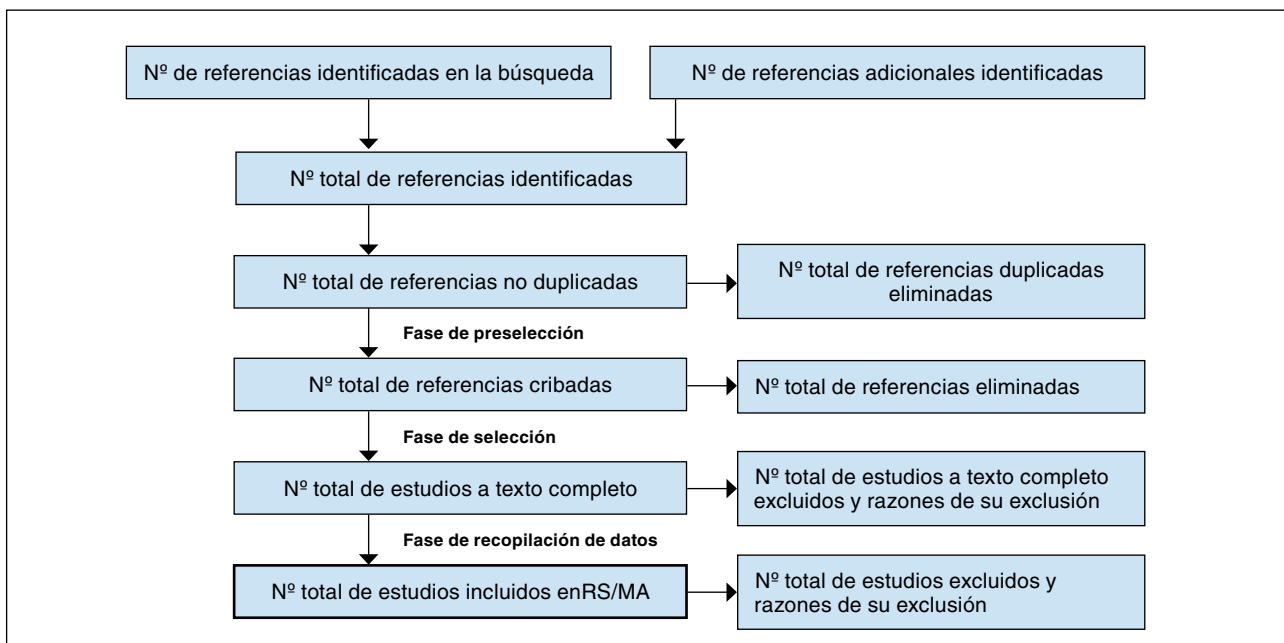 Nº de referencias identificadas en la búsqueda
Nº de referencias adicionales identificadas
Nº total de referencias identificadas
Nº total de referencias no duplicadas
Nº total de referencias duplicadas
eliminadas
Fase de preselección
Nº total de referencias cribadas
Nº total de referencias eliminadas
Fase de selección
Nº total de estudios a texto completo
Nº total de estudios a texto completo
excluidos y razones de su exclusión
Fase de recopilación de datos
Nº total de estudios incluidos enRS/MA
Nº total de estudios excluidos y
razones de su exclusión